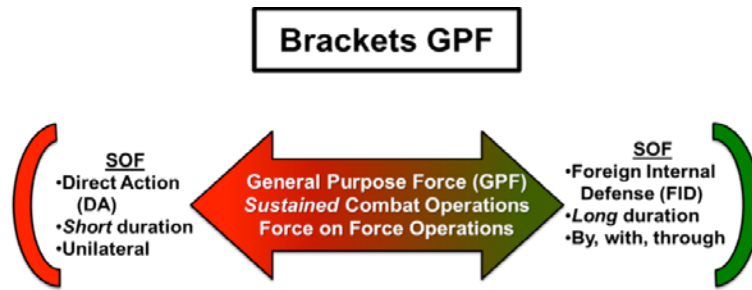 Brackets GPF
SOF
•Direct Action
(DA)
•Short duration
•Unilateral
General Purpose Force (GPF)
Sustained Combat Operations
Force on Force Operations
SOF
•Foreign Internal
Defense (FID)
•Long duration
•By, with, through